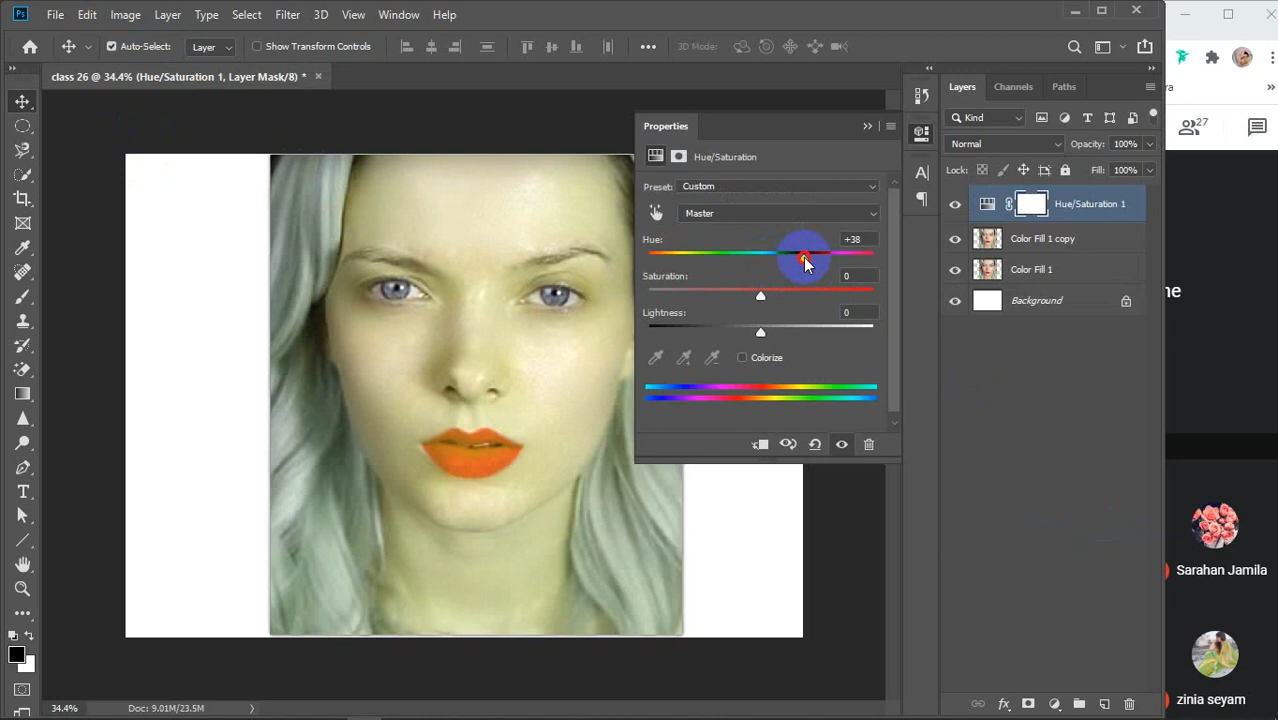 Ps File Edit Image Layer Type Select Filter 3D View Window Help
Auto-Select: Layer Show Transform Controls 3D Mode:
class 26 @ 34.4% (Hue/Saturation 1, Layer Mask/8) *
Properties
Hue/Saturation
Preset: Custom
Master
Hue: +38
Saturation: 0
Lightness: 0
Colorize
Layers Channels Paths
Kind
Normal Opacity: 100%
Lock: Fill: 100%
Hue/Saturation 1
Color Fill 1 copy
Color Fill 1
Background
27
Sarahan Jamila
zinia seyam
34.4% Doc: 9.01M/23.5M